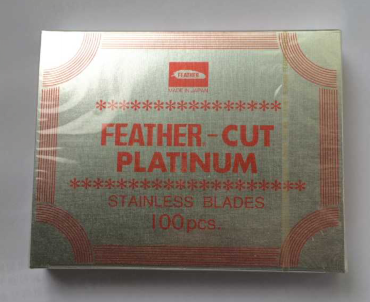 FEATHER
MADE IN JAPAN
****************
FEATHER-CUT
PLATINUM
********************
STAINLESS BLADES
100pcs.